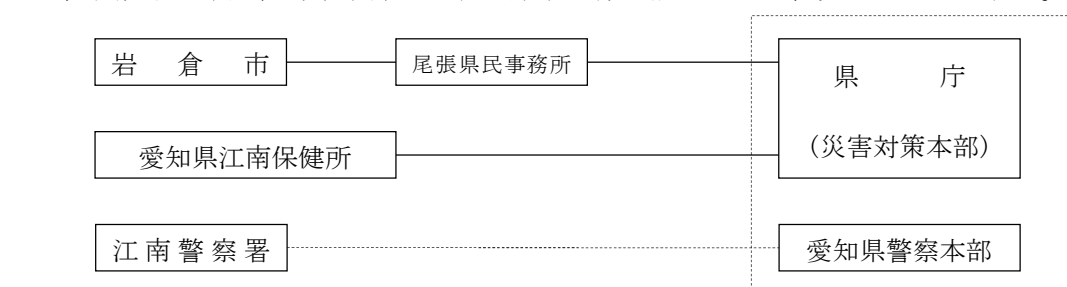 岩倉市
尾張県民事務所
県庁
(災害対策本部)
愛知県江南保健所
江南警察署
愛知県警察本部